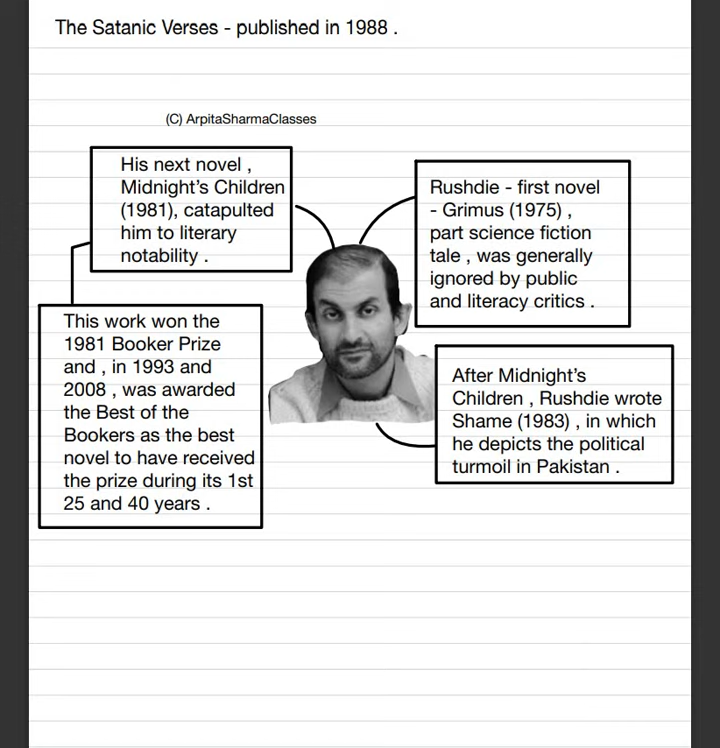 The Satanic Verses - published in 1988 .
(C) ArpitaSharmaClasses
His next novel ,
Midnight's Children
(1981), catapulted
him to literary
notability .
Rushdie - first novel
- Grimus (1975) ,
part science fiction
tale , was generally
ignored by public
and literacy critics .
This work won the
1981 Booker Prize
and , in 1993 and
2008 , was awarded
the Best of the
Bookers as the best
novel to have received
the prize during its 1st
25 and 40 years .
After Midnight's
Children , Rushdie wrote
Shame (1983) , in which
he depicts the political
turmoil in Pakistan .